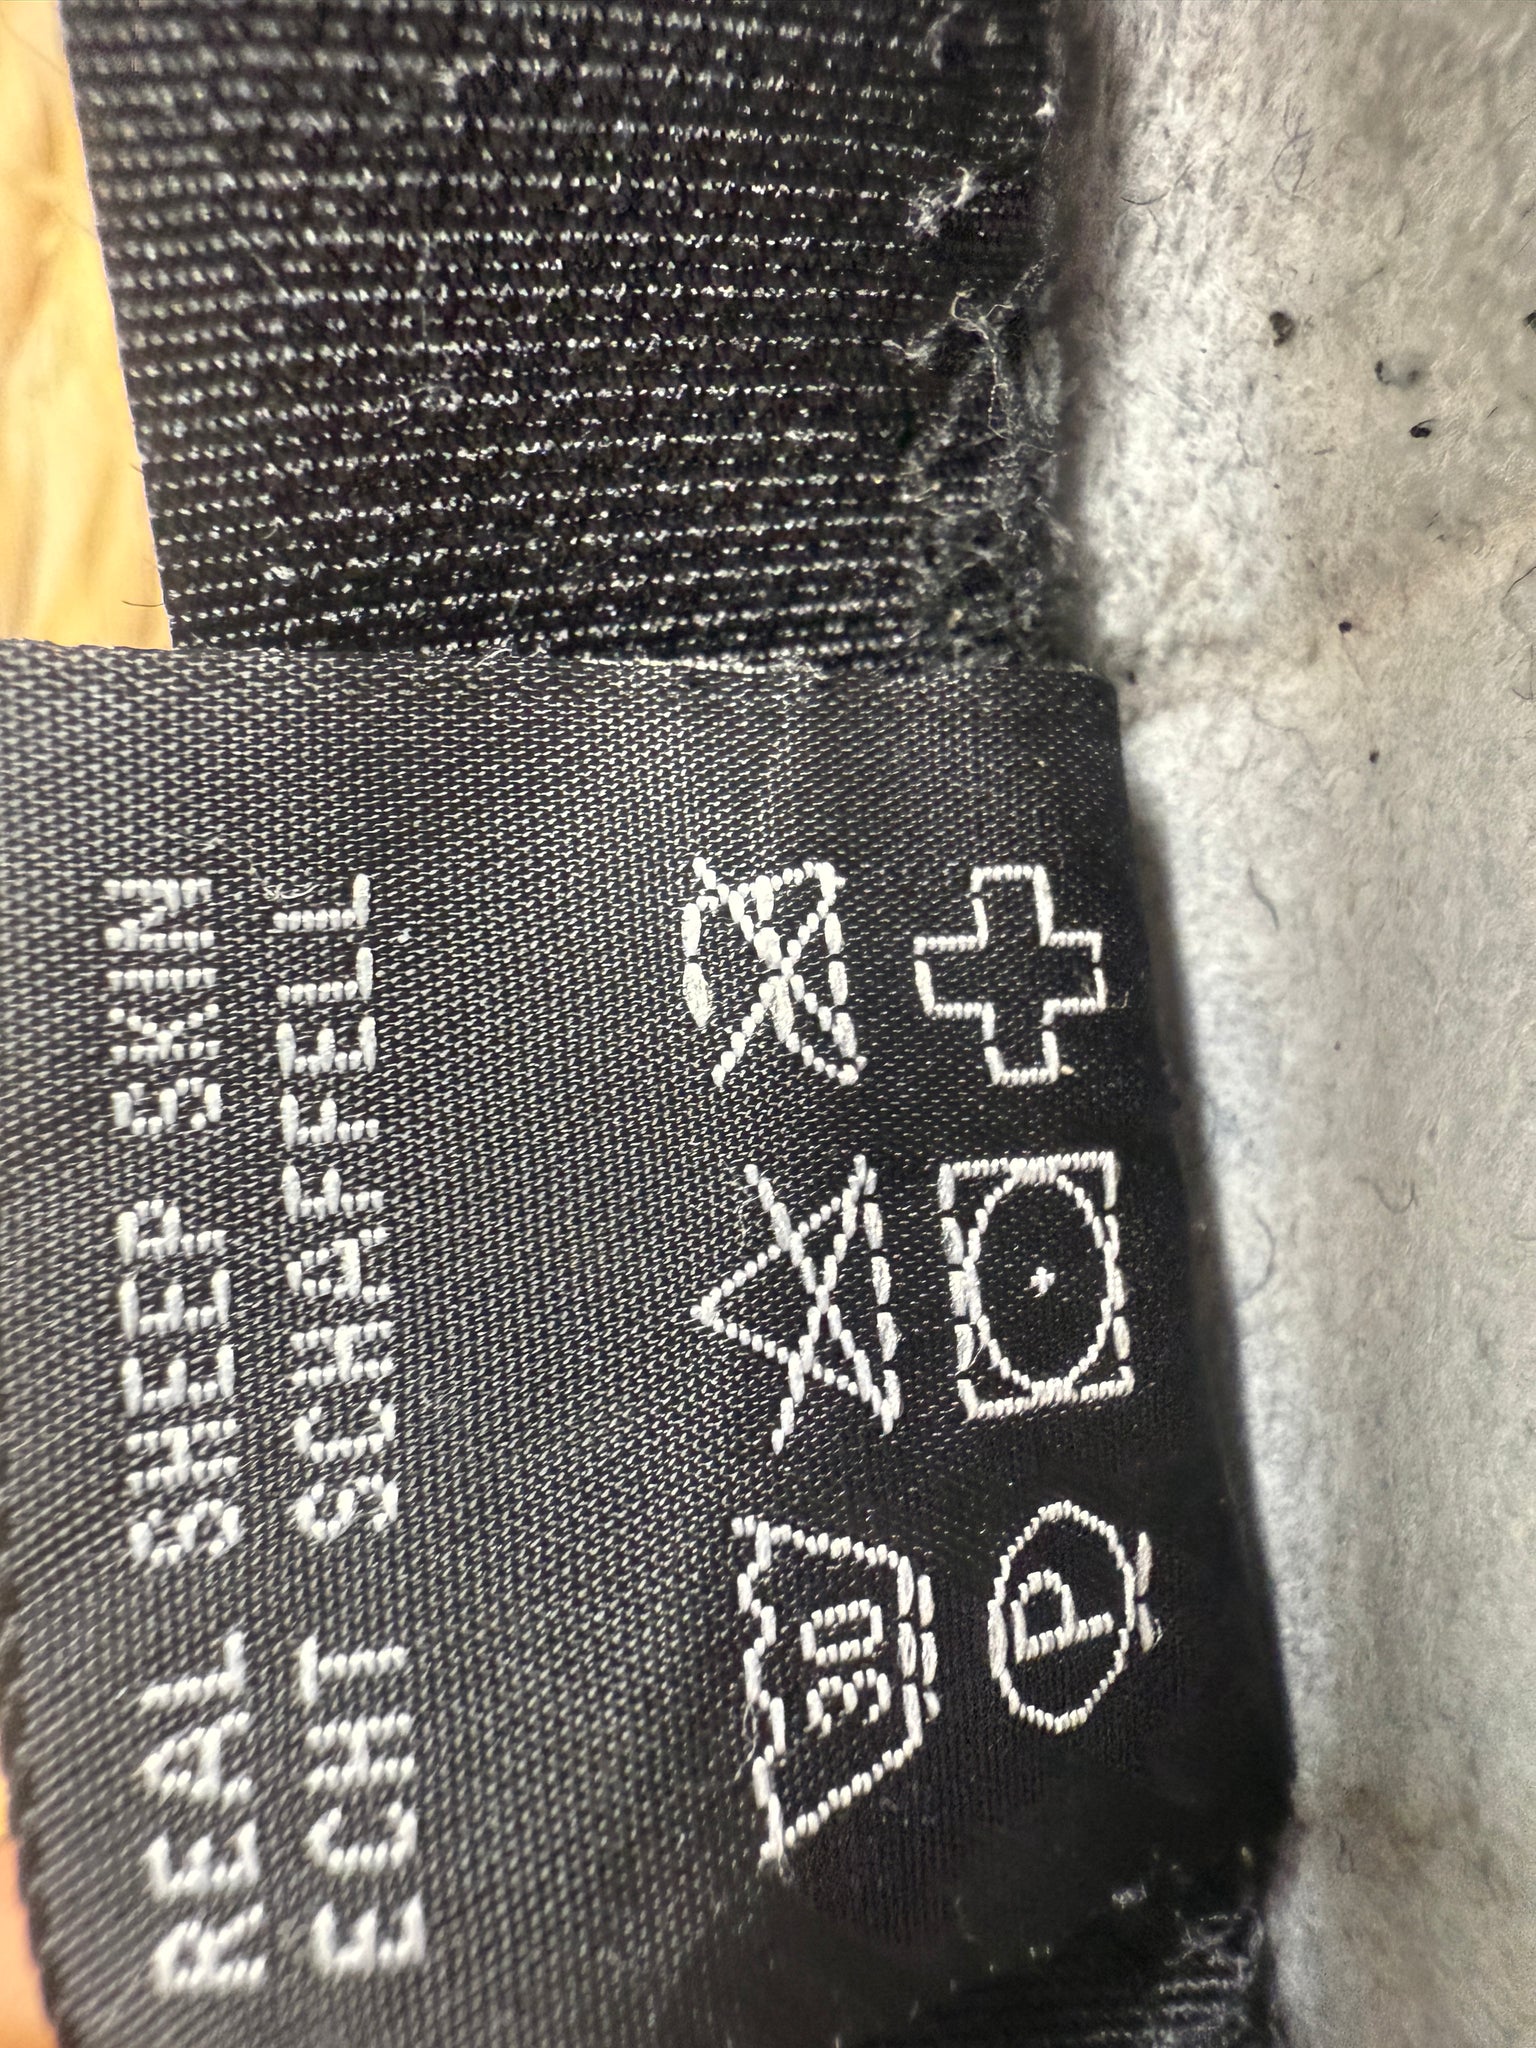 REAL SHEEP SKIN
ECHT SCHAFFELL
30
P